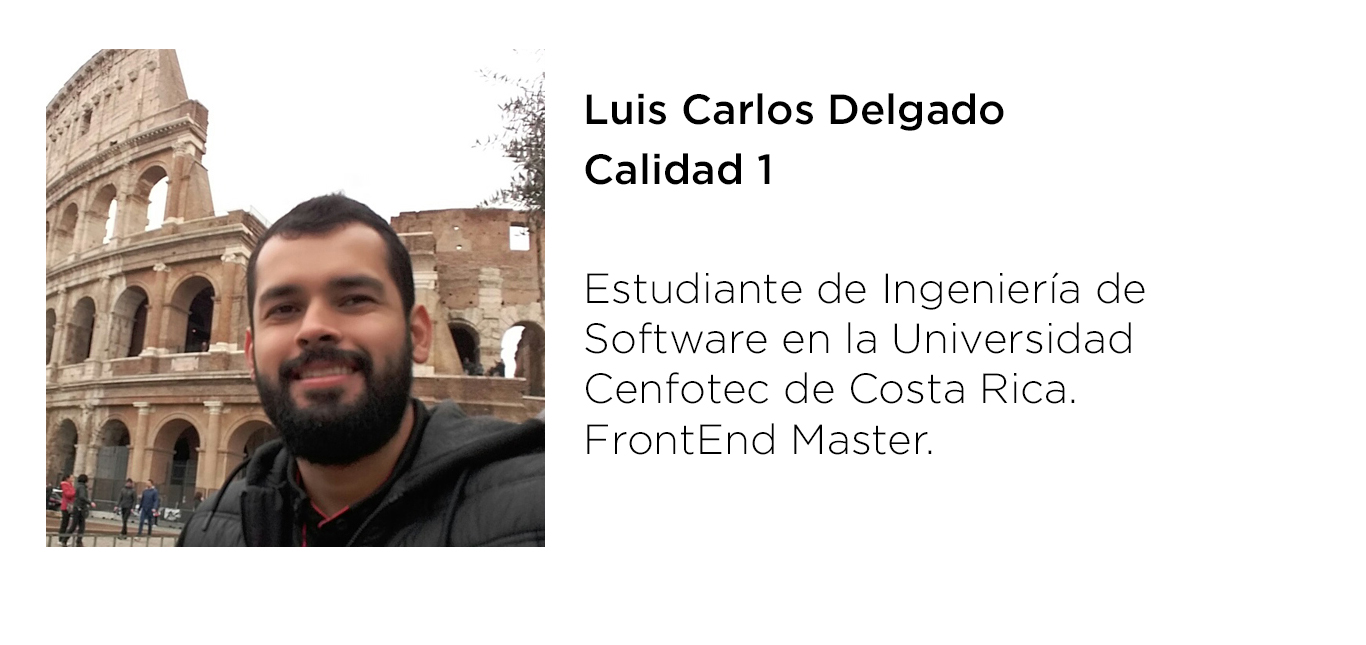 Luis Carlos Delgado
Calidad 1
Estudiante de Ingeniería de
Software en la Universidad
Cenfotec de Costa Rica.
FrontEnd Master.